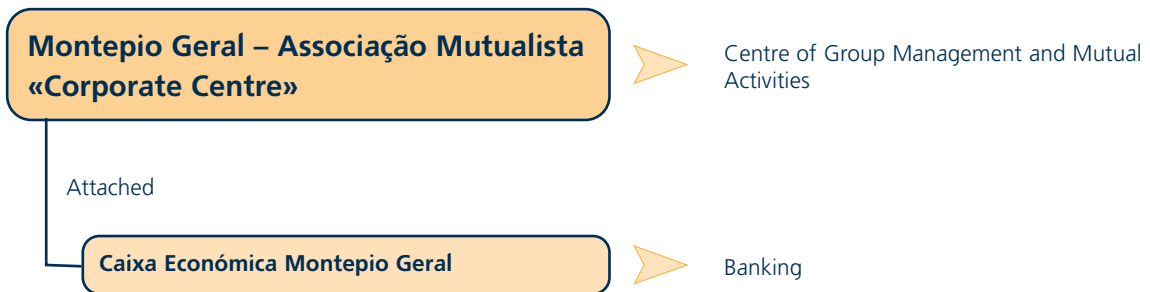 Montepio Geral – Associação Mutualista
«Corporate Centre»
Centre of Group Management and Mutual
Activities
Attached
Caixa Económica Montepio Geral
Banking